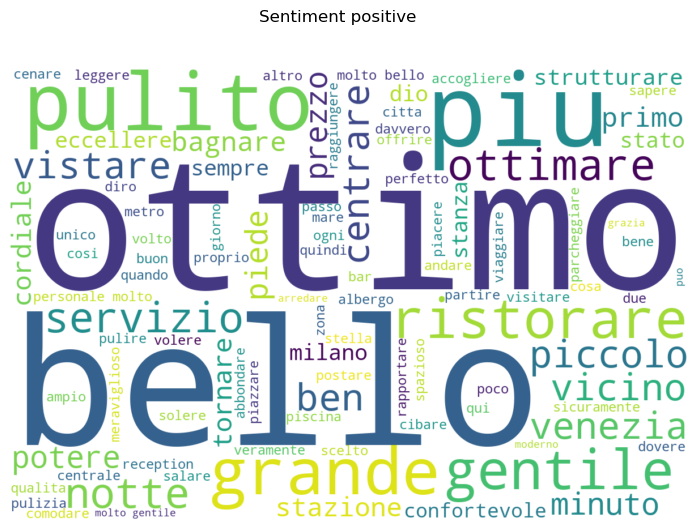 Sentiment positive
cenare leggere altro molto bello accogliere strutturare
pulito prezzo raggiungere citta dio piu sapere
eccellere bagnare davvero offrire primo stato
vistare sempre centrare perfetto ottimare
ottimo
cordiale diro metro giorno piede passo mare ogni piacere stanza viaggiare parcheggiare grazia
unico volto proprio quindi bene
cosi buon quando bar andare cosa puo
personale molto arredare albergo partire visitare due
servizio zona stella ristorare
bello
pulire volere milano rapportare spazioso piccolo
meraviglioso tornare abbondare piazzare ben postare poco vicino
ampio solere piscina cibare qui sicuramente venezia
potere veramente scelto moderno dovere
centrale reception salare grande gentile
qualita notte
pulizia stazione confortevole minuto
comodare molto gentile